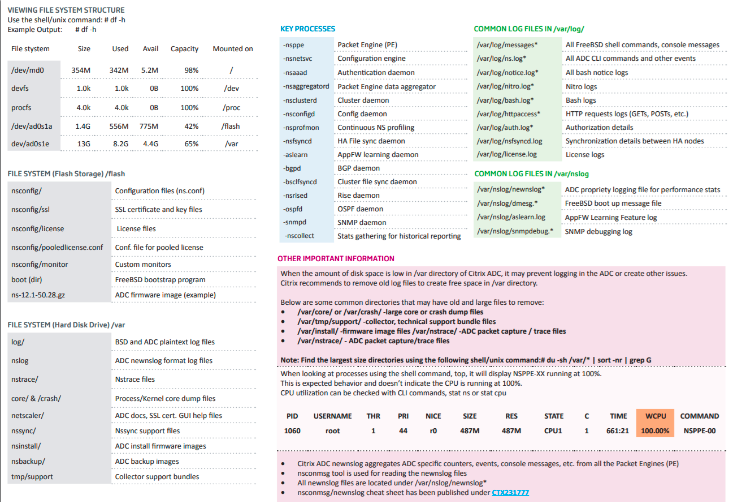 VIEWING FILE SYSTEM STRUCTURE
Use the shell/unix command: # df -h
Example Output: # df -h
File system Size Used Avail Capacity Mounted on
/dev/md0 354M 342M 5.2M 98% /
devfs 1.0k 1.0k 0B 100% /dev
procfs 4.0k 4.0k 0B 100% /proc
/dev/ad0s1a 1.4G 556M 775M 42% /flash
dev/ad0s1e 13G 8.2G 4.4G 65% /var
FILE SYSTEM (Flash Storage) /flash
nsconfig/ Configuration files (ns.conf)
nsconfig/ssl SSL certificate and key files
nsconfig/license License files
nsconfig/pooledlicense.conf Conf. file for pooled license
nsconfig/monitor Custom monitors
boot (dir) FreeBSD bootstrap program
ns-12.1-50.28.gz ADC firmware image (example)
FILE SYSTEM (Hard Disk Drive) /var
log/ BSD and ADC plaintext log files
nslog ADC newnslog format log files
nstrace/ Nstrace files
core/ & /crash/ Process/Kernel core dump files
netscaler/ ADC docs, SSL cert. GUI help files
nssync/ Nssync support files
nsinstall/ ADC install firmware images
nsbackup/ ADC backup images
tmp/support Collector support bundles
KEY PROCESSES
-nsppe Packet Engine (PE)
-nsnetsvc Configuration engine
-nsaaad Authentication daemon
-nsaggregatord Packet Engine data aggregator
-nsclusterd Cluster daemon
-nsconfigd Config daemon
-nsprofmon Continuous NS profiling
-nsfsyncd HA File sync daemon
-aslearn AppFW learning daemon
-bgpd BGP daemon
-bsclfsyncd Cluster file sync daemon
-nsrised Rise daemon
-ospfd OSPF daemon
-snmpd SNMP daemon
-nscollect Stats gathering for historical reporting
COMMON LOG FILES IN /var/log/
/var/log/messages* All FreeBSD shell commands, console messages
/var/log/ns.log* All ADC CLI commands and other events
/var/log/notice.log* All bash notice logs
/var/log/nitro.log* Nitro logs
/var/log/bash.log* Bash logs
/var/log/httpaccess* HTTP requests logs (GETs, POSTs, etc.)
/var/log/auth.log* Authorization details
/var/log/nsfsyncd.log Synchronization details between HA nodes
/var/log/license.log License logs
COMMON LOG FILES IN /var/nslog
/var/nslog/newnslog* ADC propriety logging file for performance stats
/var/nslog/dmesg.* FreeBSD boot up message file
/var/nslog/aslearn.log AppFW Learning Feature log
/var/nslog/snmpdebug.* SNMP debugging log
OTHER IMPORTANT INFORMATION
When the amount of disk space is low in /var directory of Citrix ADC, it may prevent logging in the ADC or create other issues.
Citrix recommends to remove old log files to create free space in /var directory.
Below are some common directories that may have old and large files to remove:
• /var/core/ or /var/crash/ -large core or crash dump files
• /var/tmp/support/ -collector, technical support bundle files
• /var/install/ -firmware image files /var/nstrace/ -ADC packet capture / trace files
• /var/nstrace/ - ADC packet capture/trace files
Note: Find the largest size directories using the following shell/unix command:# du -sh /var/* | sort -nr | grep G
When looking at processes using the shell command, top, it will display NSPPE-XX running at 100%.
This is expected behavior and doesn't indicate the CPU is running at 100%.
CPU utilization can be checked with CLI commands, stat ns or stat cpu
PID USERNAME THR PRI NICE SIZE RES STATE C TIME WCPU COMMAND
1060 root 1 44 r0 487M 487M CPU1 1 661:21 100.00% NSPPE-00
• Citrix ADC newnslog aggregates ADC specific counters, events, console messages, etc. from all the Packet Engines (PE)
• nsconmsg tool is used for reading the newnslog files
• All newnslog files are located under /var/nslog/newnslog*
• nsconmsg/newnslog cheat sheet has been published under CTX231777